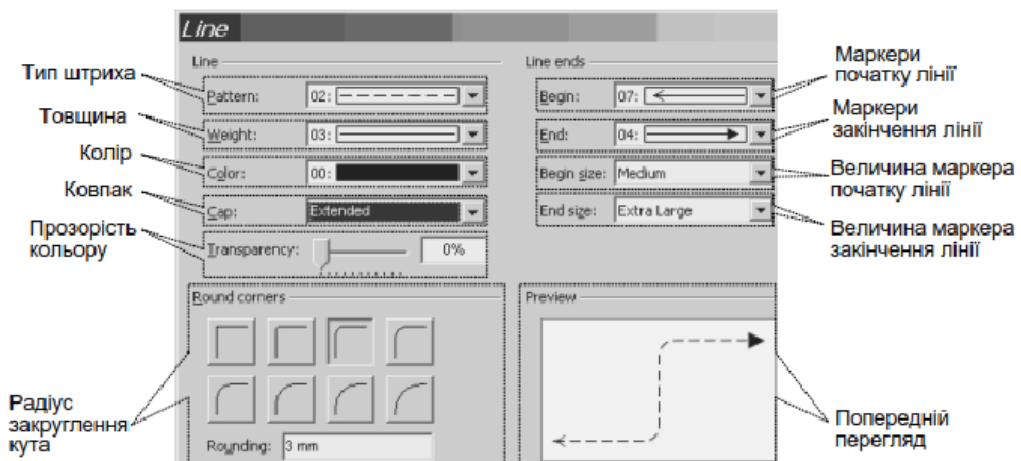 Line
Line
Line ends
Тип штриха
Pattern:
02:
Begin:
07:
Маркери
початку лінії
Товщина
Weight:
03:
End:
04:
Маркери
закінчення лінії
Колір
Color:
00:
Begin size:
Medium
Величина маркера
початку лінії
Ковпак
Cap:
Extended
End size:
Extra Large
Величина маркера
закінчення лінії
Прозорість
кольору
Transparency:
0%
Round corners
Preview
Радіус
закруглення
кута
Rounding:
3 mm
Попередній
перегляд